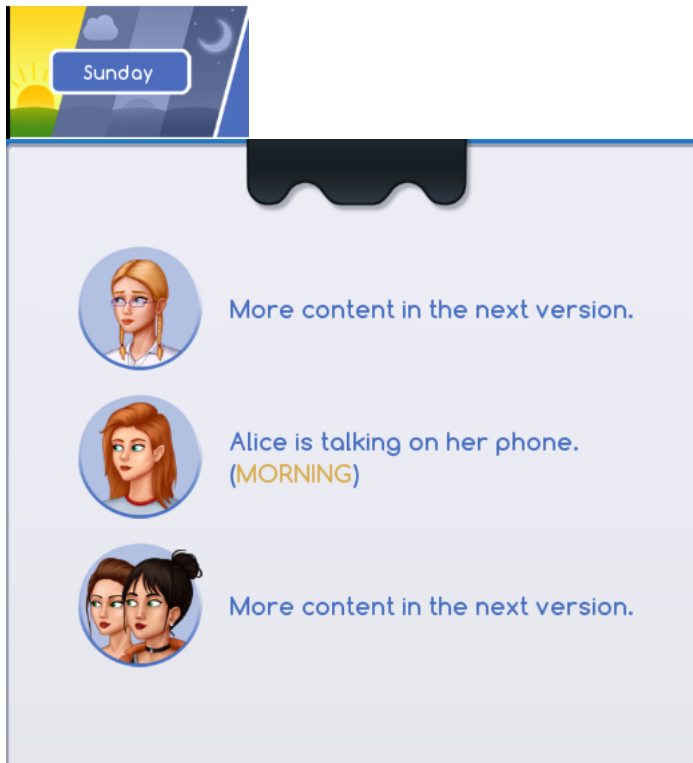 Sunday
More content in the next version.
Alice is talking on her phone.
(MORNING)
More content in the next version.